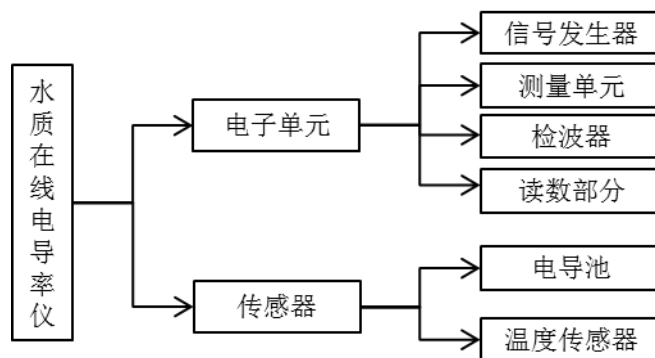 水质在线电导率仪
电子单元
信号发生器
测量单元
检波器
读数部分
传感器
电导池
温度传感器